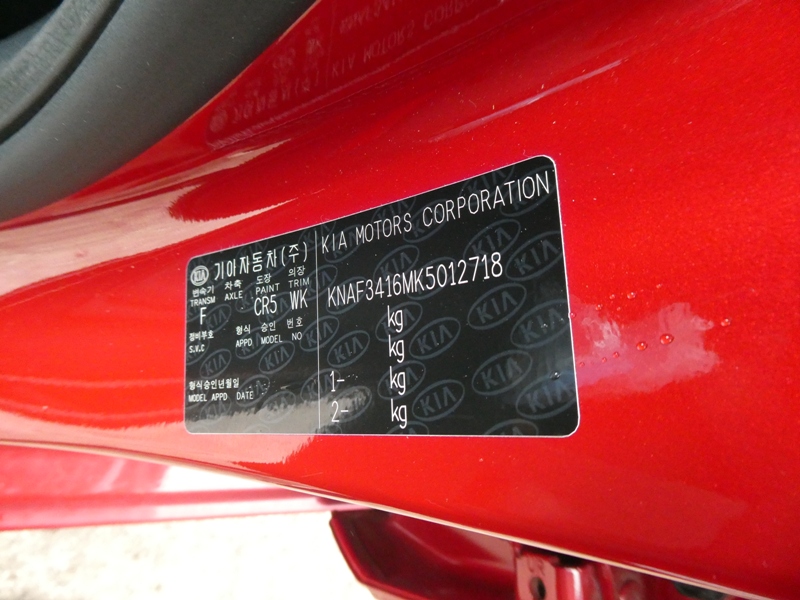 KIA 기아자동차(주)
변속기 차축 도장 의장
TRANSM AXLE PAINT TRIM
F CR5 WK
정비부호 형식 승인 번호
S.V.C APPD MODEL NO
형식승인년월일
MODEL APPD DATE
KIA MOTORS CORPORATION
KNAF3416MK5012718
kg
kg
1- kg
2- kg